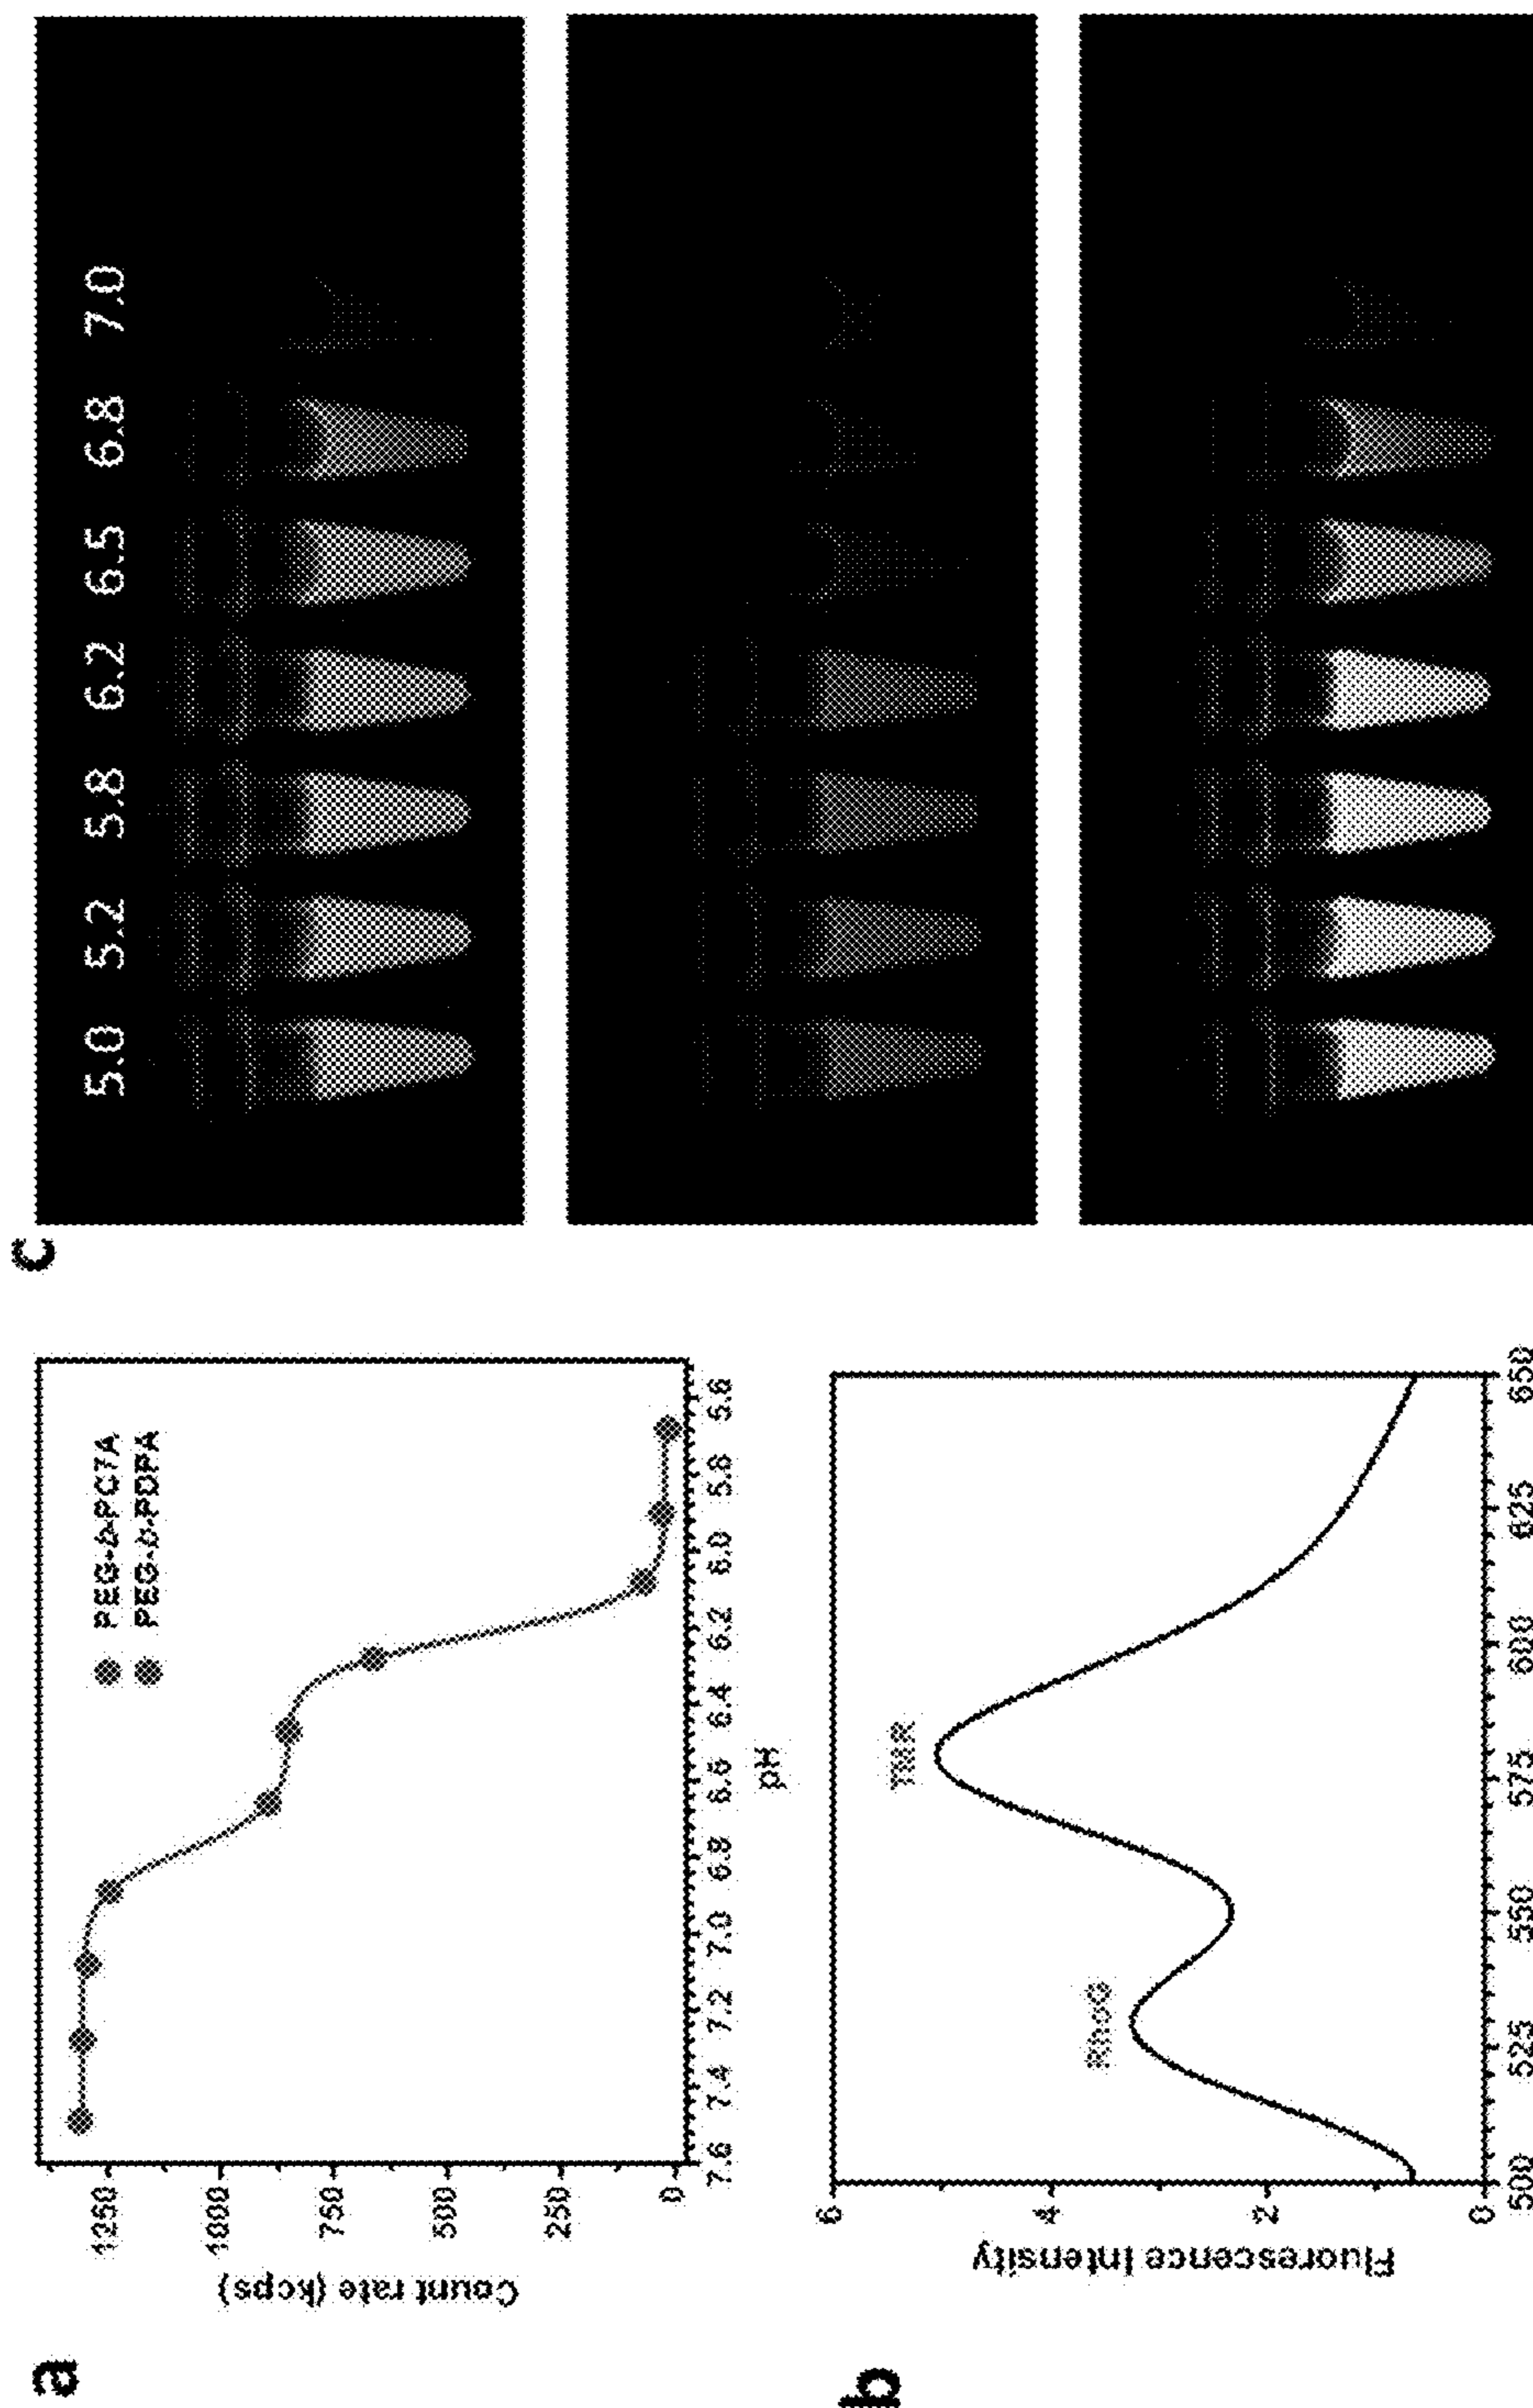 a
Count rate (kcps)
1250
1000
750
500
250
0
PEG-b-PC7A
PEG-b-PDPA
7.6 7.4 7.2 7.0 6.8 6.6 6.4 6.2 6.0 5.8 5.6
pH
b
Fluorescence Intensity
6
4
2
0
RhoG
TMR
500 525 550 575 600 625 650
c
5.0 5.2 5.8 6.2 6.5 6.8 7.0